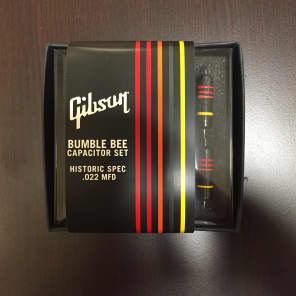 Gibson
BUMBLE BEE
CAPACITOR SET
HISTORIC SPEC
.022 MFD